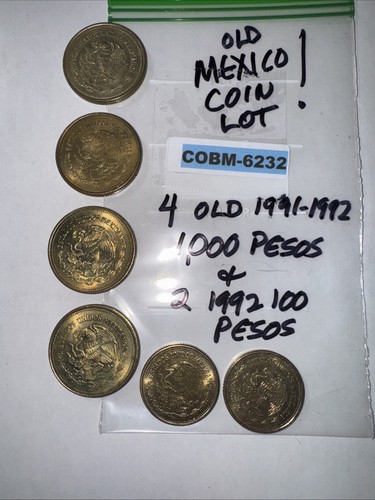 OLD
MEXICO
COIN
LOT!
COBM-6232
4 OLD 1991-1992
1,000 PESOS
&
2 1992 100
PESOS